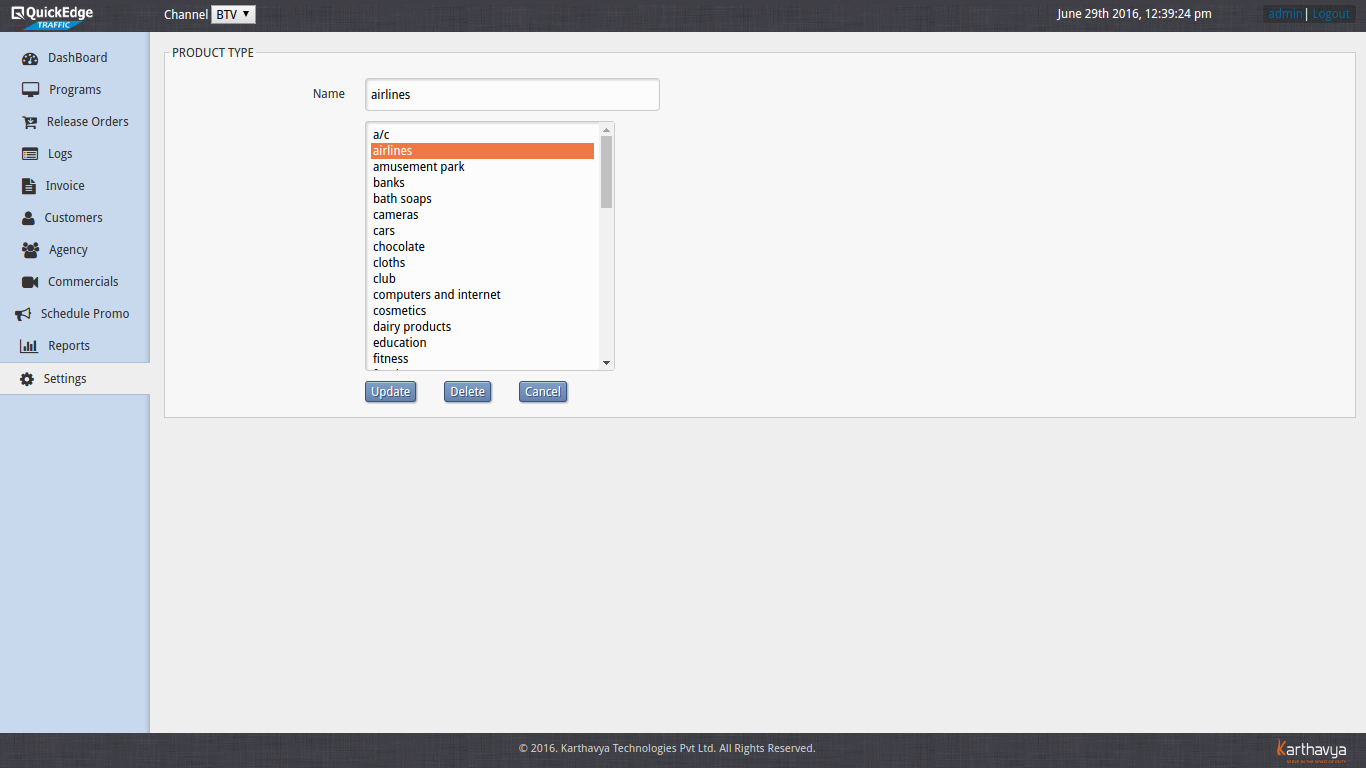 QuickEdge
TRAFFIC
Channel BTV
June 29th 2016, 12:39:24 pm
admin | Logout
DashBoard
Programs
Release Orders
Logs
Invoice
Customers
Agency
Commercials
Schedule Promo
Reports
Settings
PRODUCT TYPE
Name airlines
a/c
airlines
amusement park
banks
bath soaps
cameras
cars
chocolate
cloths
club
computers and internet
cosmetics
dairy products
education
fitness
Update Delete Cancel
© 2016. Karthavya Technologies Pvt Ltd. All Rights Reserved.
Karthavya